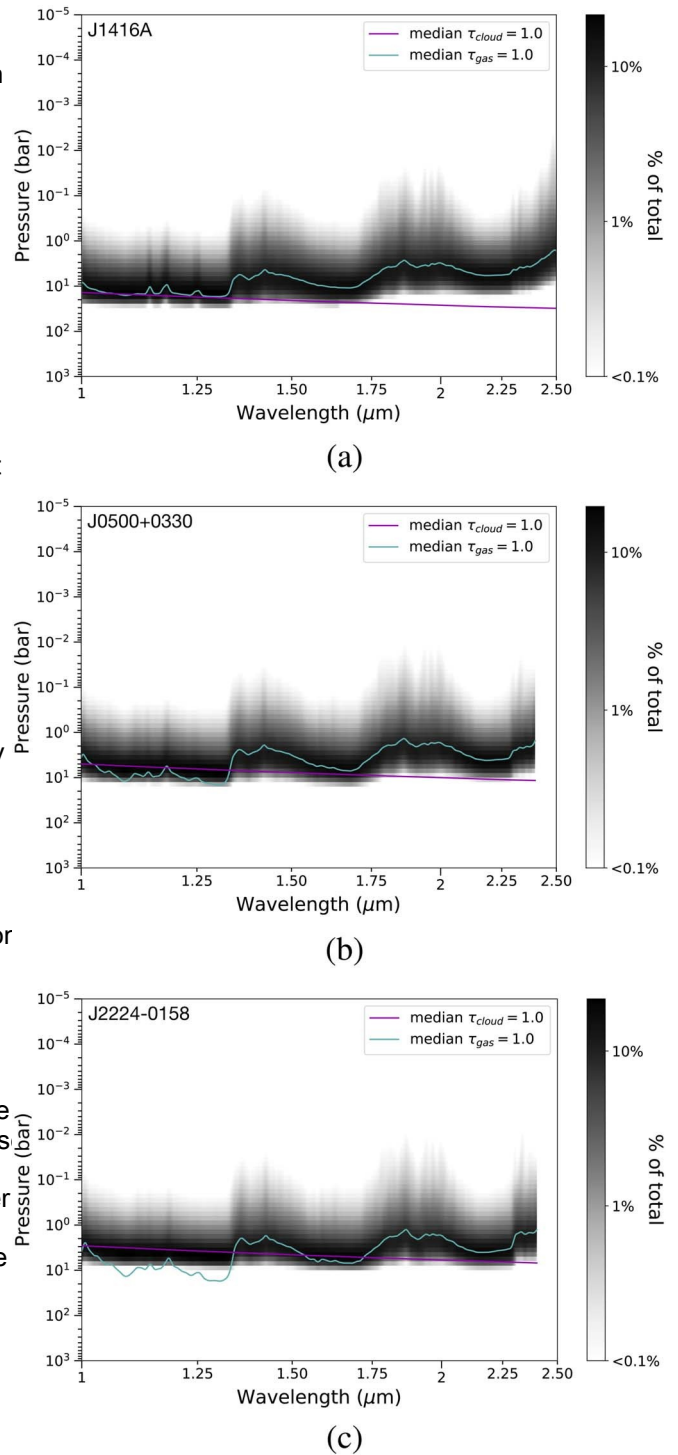 J1416A
median τ_cloud = 1.0
median τ_gas = 1.0
10⁻⁵
10⁻⁴
10⁻³
10⁻²
10⁻¹
10⁰
10¹
10²
10³
Pressure (bar)
1 1.25 1.50 1.75 2 2.25 2.50
Wavelength (μm)
10%
1%
<0.1%
% of total
(a)
J0500+0330
median τ_cloud = 1.0
median τ_gas = 1.0
10⁻⁵
10⁻⁴
10⁻³
10⁻²
10⁻¹
10⁰
10¹
10²
10³
Pressure (bar)
1 1.25 1.50 1.75 2 2.25 2.50
Wavelength (μm)
10%
1%
<0.1%
% of total
(b)
J2224-0158
median τ_cloud = 1.0
median τ_gas = 1.0
10⁻⁵
10⁻⁴
10⁻³
10⁻²
10⁻¹
10⁰
10¹
10²
10³
Pressure (bar)
1 1.25 1.50 1.75 2 2.25 2.50
Wavelength (μm)
10%
1%
<0.1%
% of total
(c)